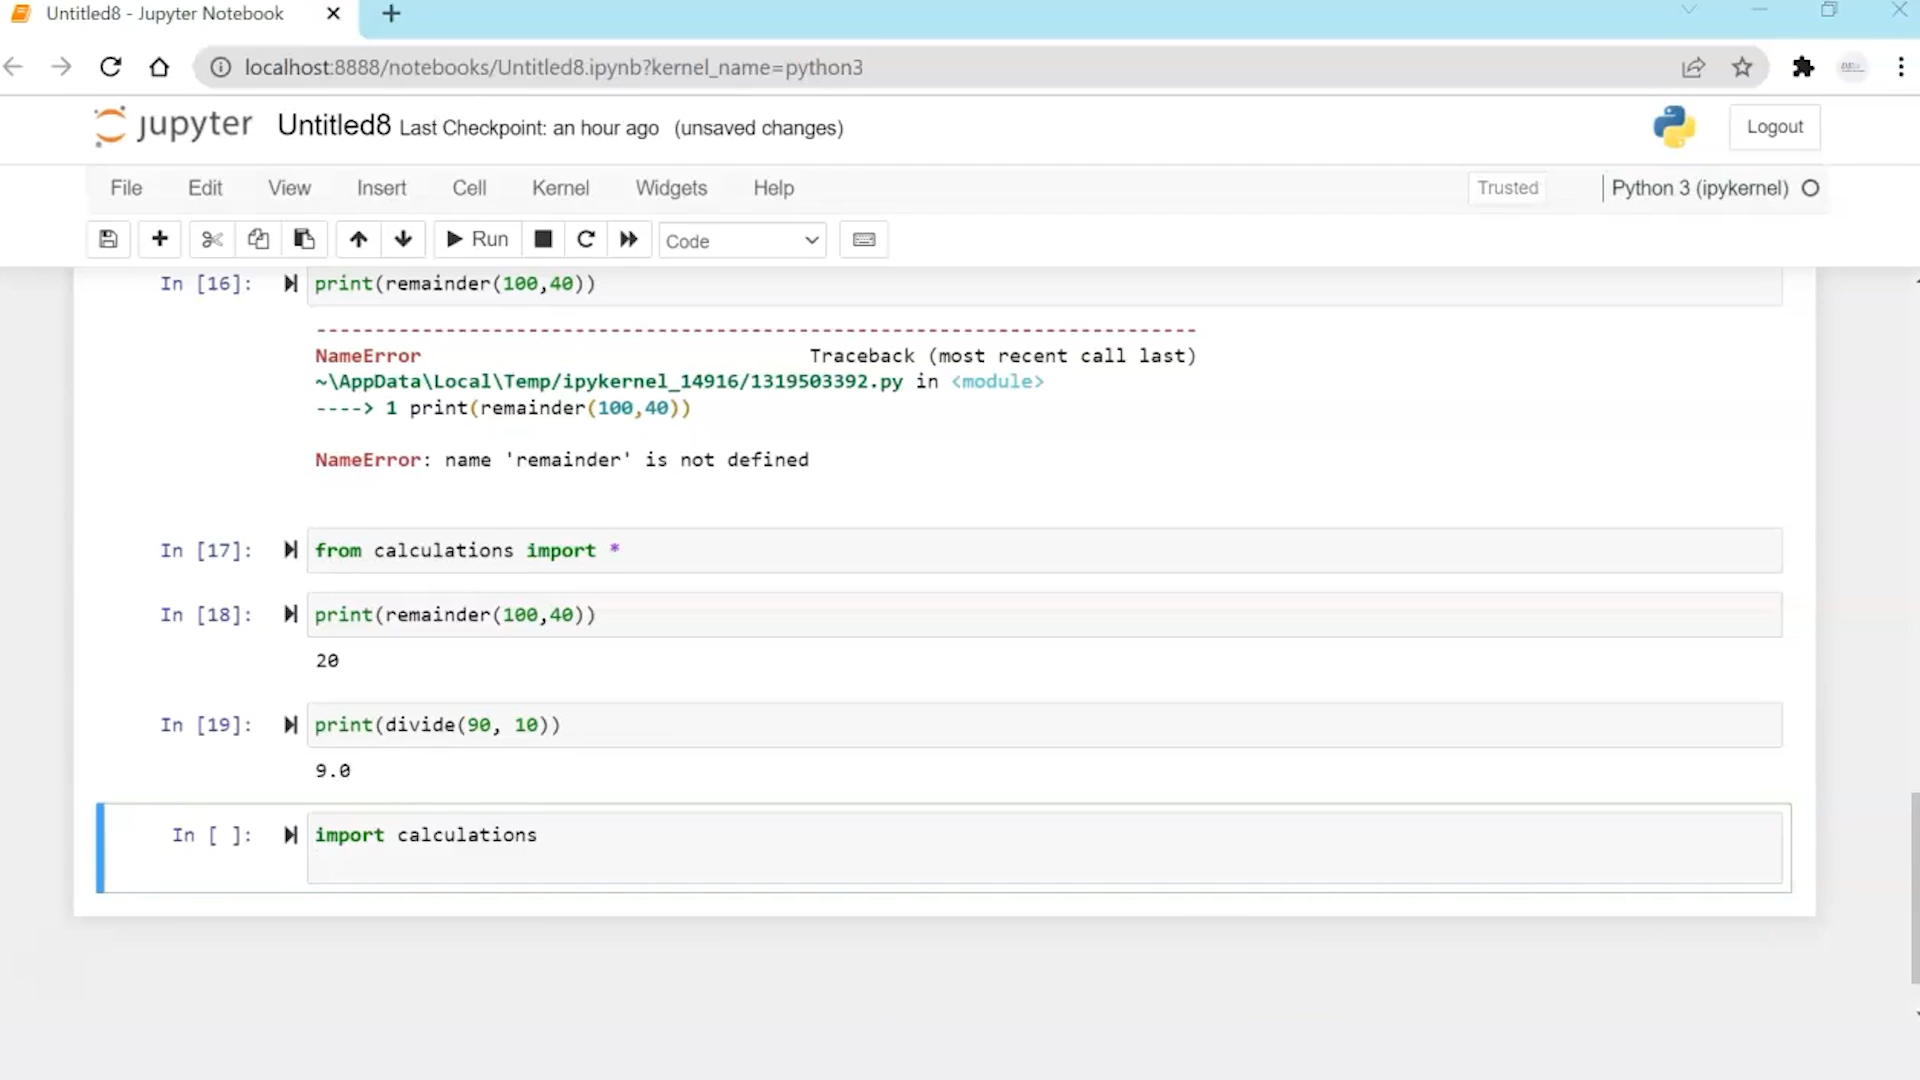 Untitled8 - Jupyter Notebook
localhost:8888/notebooks/Untitled8.ipynb?kernel_name=python3
jupyter Untitled8 Last Checkpoint: an hour ago (unsaved changes)
Logout
File Edit View Insert Cell Kernel Widgets Help
Trusted
Python 3 (ipykernel)
Run
Code
In [16]: print(remainder(100,40))
---------------------------------------------------------------------------
NameError Traceback (most recent call last)
~\AppData\Local\Temp/ipykernel_14916/1319503392.py in <module>
----> 1 print(remainder(100,40))
NameError: name 'remainder' is not defined
In [17]: from calculations import *
In [18]: print(remainder(100,40))
20
In [19]: print(divide(90, 10))
9.0
In [ ]: import calculations